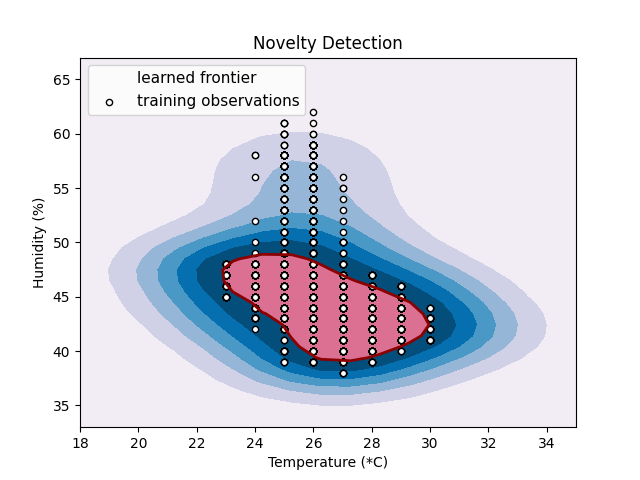 Novelty Detection
learned frontier
training observations
65
60
55
50
45
40
35
Humidity (%)
18 20 22 24 26 28 30 32 34
Temperature (*C)